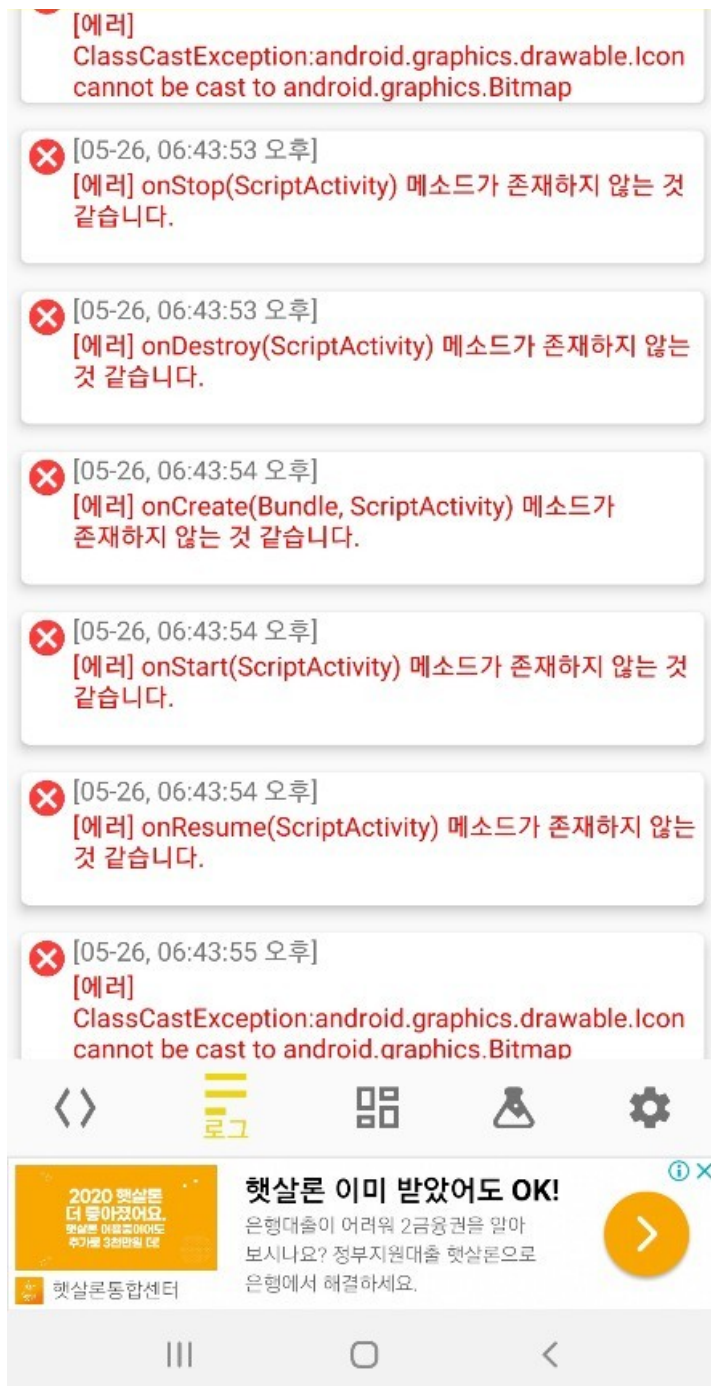 [에러]
ClassCastException:android.graphics.drawable.Icon
cannot be cast to android.graphics.Bitmap
[05-26, 06:43:53 오후]
[에러] onStop(ScriptActivity) 메소드가 존재하지 않는 것
같습니다.
[05-26, 06:43:53 오후]
[에러] onDestroy(ScriptActivity) 메소드가 존재하지 않는
것 같습니다.
[05-26, 06:43:54 오후]
[에러] onCreate(Bundle, ScriptActivity) 메소드가
존재하지 않는 것 같습니다.
[05-26, 06:43:54 오후]
[에러] onStart(ScriptActivity) 메소드가 존재하지 않는 것
같습니다.
[05-26, 06:43:54 오후]
[에러] onResume(ScriptActivity) 메소드가 존재하지 않는
것 같습니다.
[05-26, 06:43:55 오후]
[에러]
ClassCastException:android.graphics.drawable.Icon
cannot be cast to android.graphics.Bitmap
로그
2020 햇살론
더 좋아졌어요.
추가로 3천만원 더!
햇살론통합센터
햇살론 이미 받았어도 OK!
은행대출이 어려워 2금융권을 알아
보시나요? 정부지원대출 햇살론으로
은행에서 해결하세요.